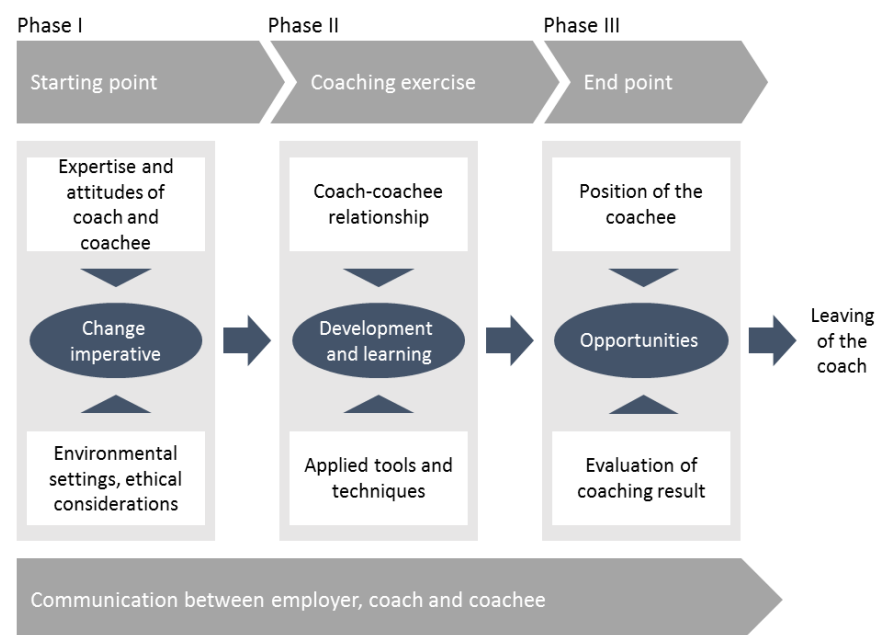 Phase I
Phase II
Phase III
Starting point
Coaching exercise
End point
Expertise and
attitudes of
coach and
coachee
Coach-coachee
relationship
Position of the
coachee
Change
imperative
Development
and learning
Opportunities
Leaving
of the
coach
Environmental
settings, ethical
considerations
Applied tools and
techniques
Evaluation of
coaching result
Communication between employer, coach and coachee